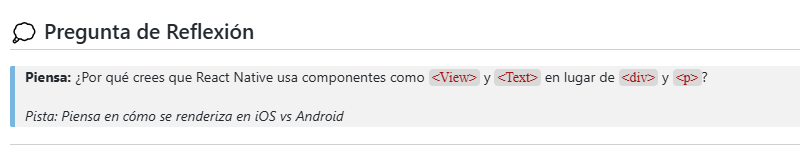 Pregunta de Reflexión
Piensa: ¿Por qué crees que React Native usa componentes como <View> y <Text> en lugar de <div> y <p>?
Pista: Piensa en cómo se renderiza en iOS vs Android